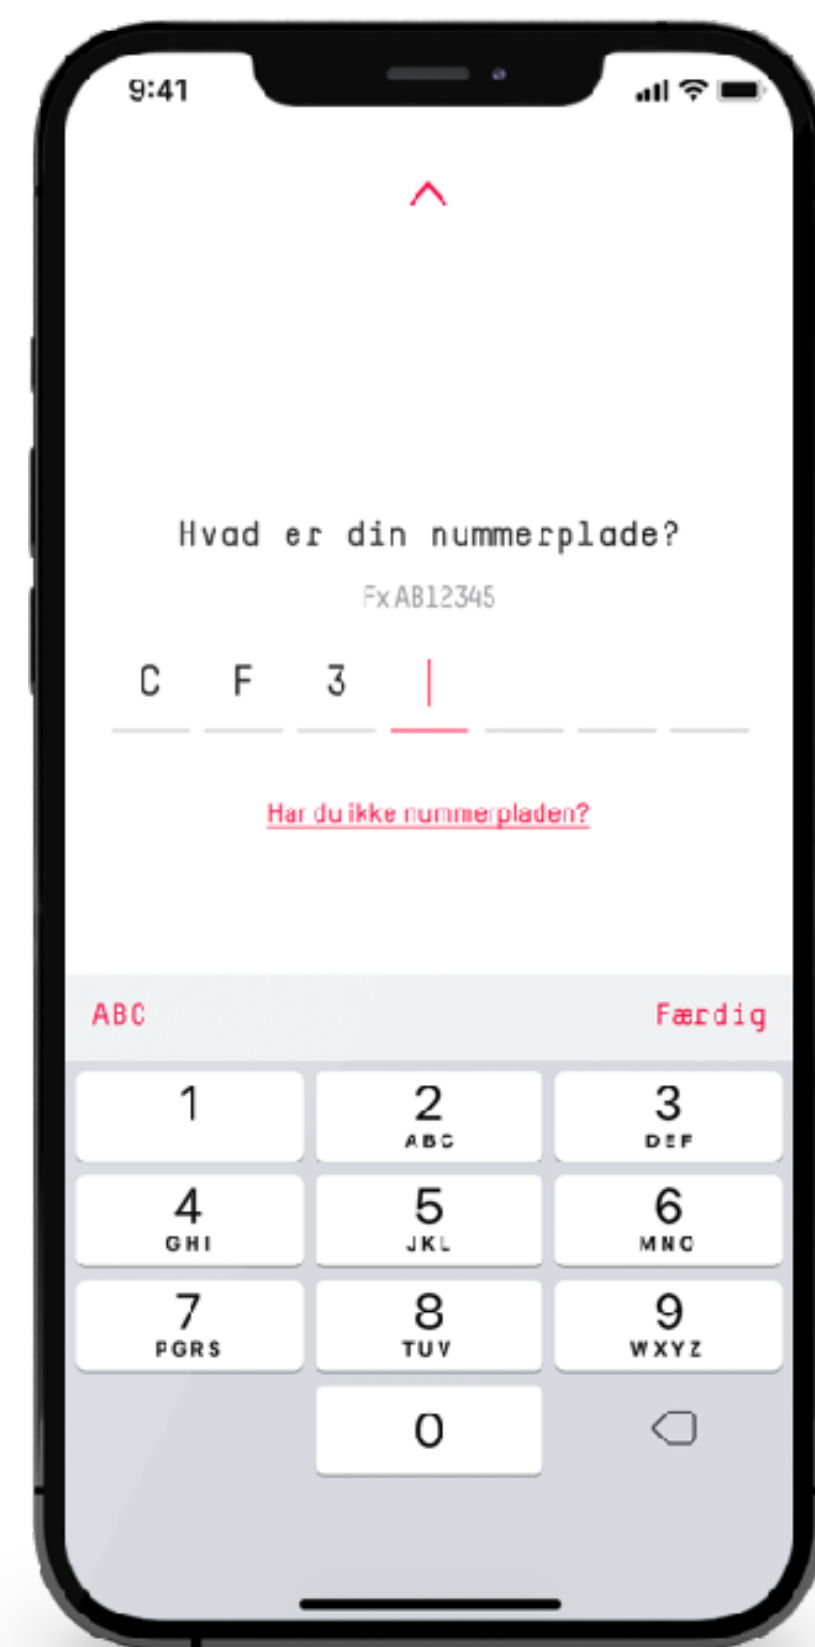 9:41
Hvad er din nummerplade?
Fx AB12345
C F 3
Har du ikke nummerpladen?
ABC Færdig
1 2 3
ABC DEF
4 5 6
GHI JKL MNO
7 8 9
PQRS TUV WXYZ
0